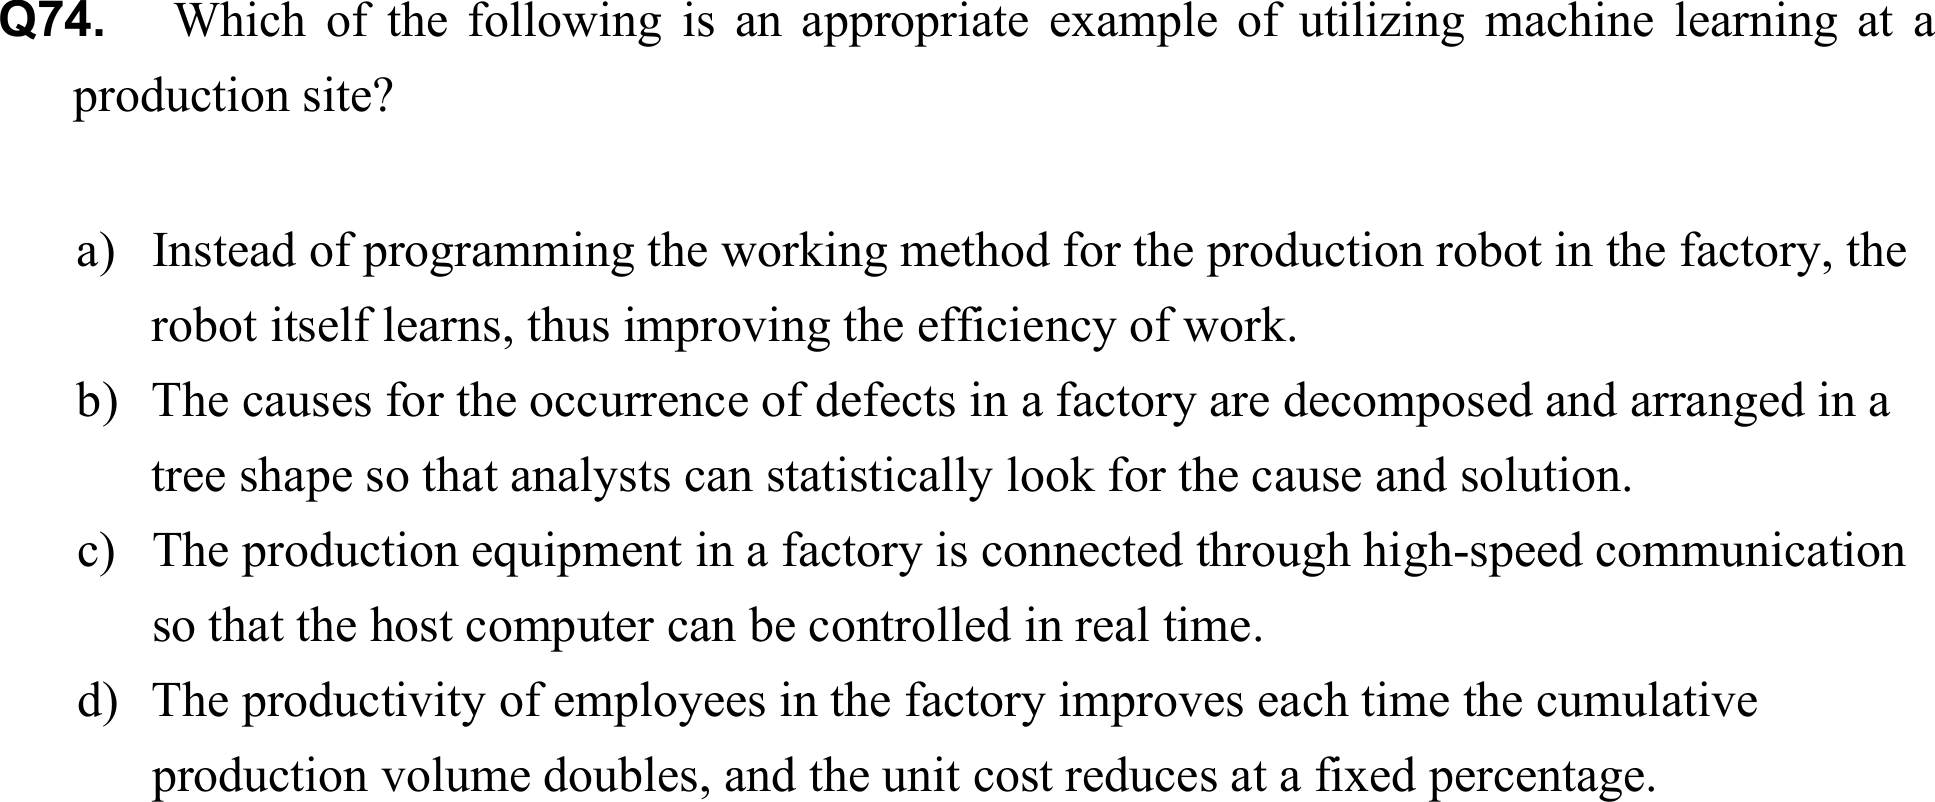 Q74. Which of the following is an appropriate example of utilizing machine learning at a
production site?
a) Instead of programming the working method for the production robot in the factory, the
robot itself learns, thus improving the efficiency of work.
b) The causes for the occurrence of defects in a factory are decomposed and arranged in a
tree shape so that analysts can statistically look for the cause and solution.
c) The production equipment in a factory is connected through high-speed communication
so that the host computer can be controlled in real time.
d) The productivity of employees in the factory improves each time the cumulative
production volume doubles, and the unit cost reduces at a fixed percentage.